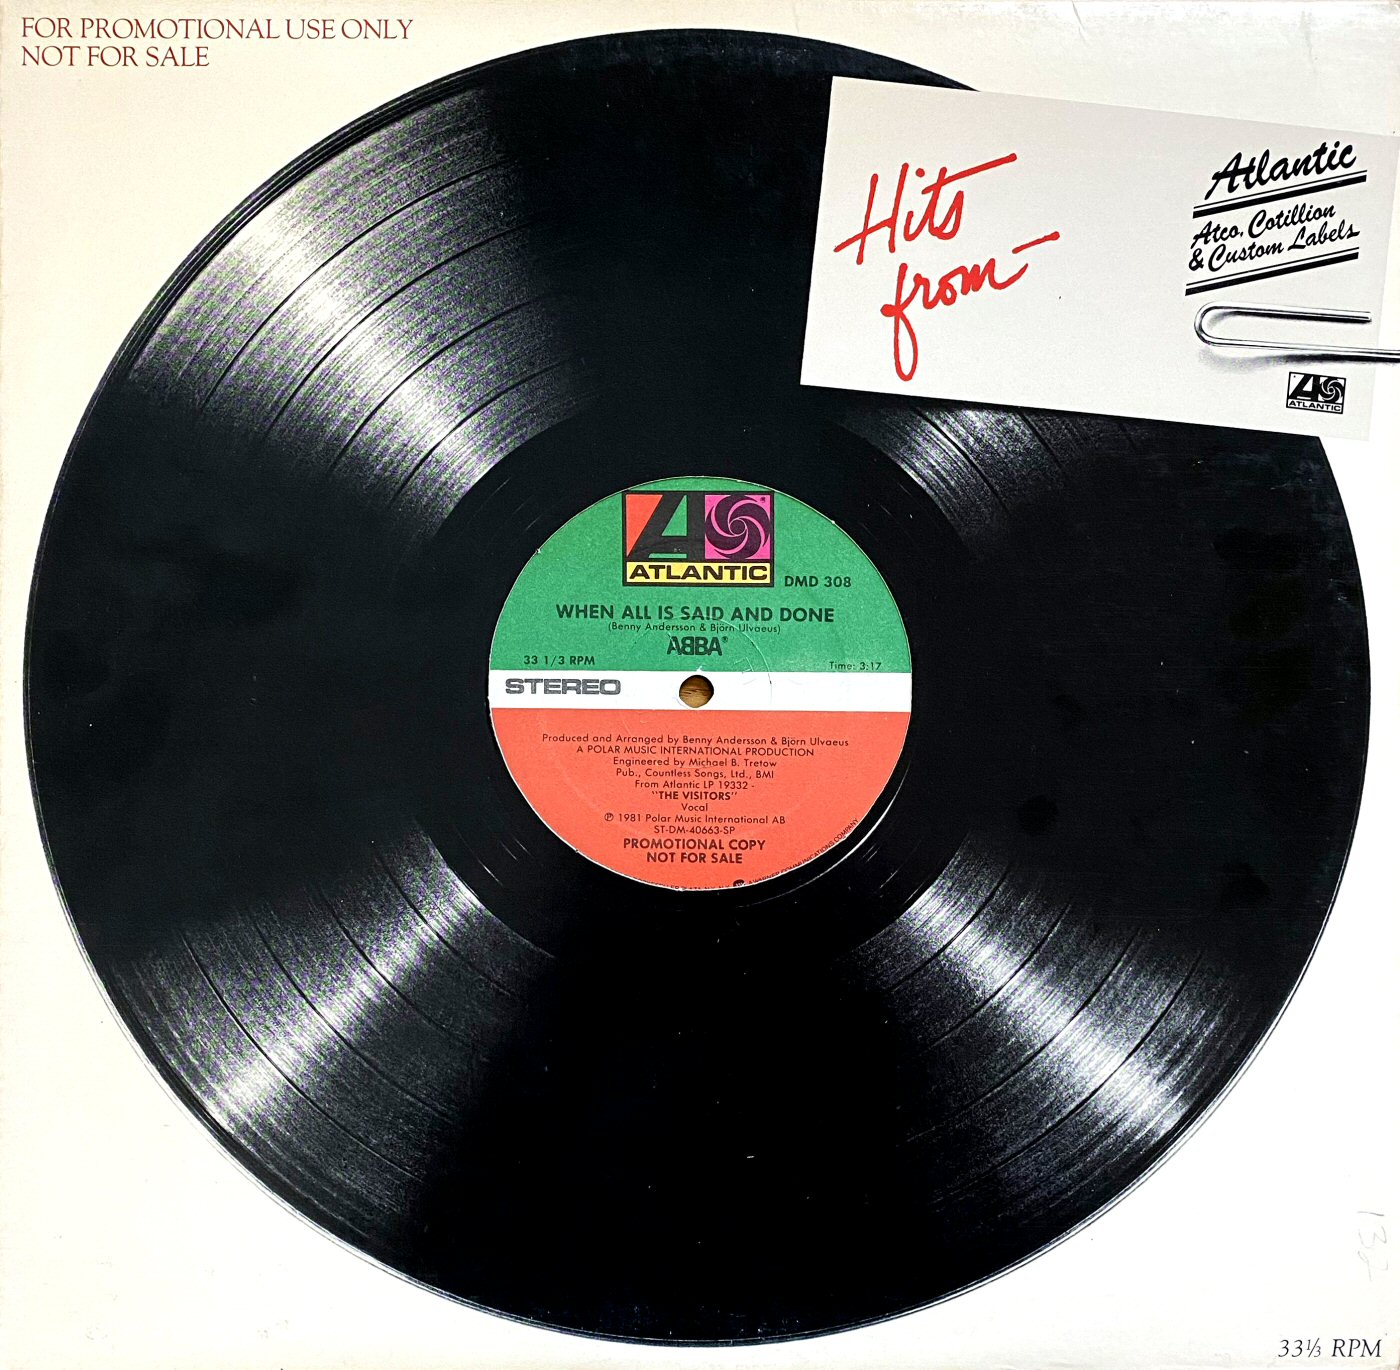 FOR PROMOTIONAL USE ONLY
NOT FOR SALE
Hits
from
Atlantic
Atco, Cotillion
& Custom Labels
ATLANTIC
ATLANTIC
DMD 308
WHEN ALL IS SAID AND DONE
(Benny Andersson & Björn Ulvaeus)
ABBA®
33 1/3 RPM
Time: 3:17
STEREO
Produced and Arranged by Benny Andersson & Björn Ulvaeus
A POLAR MUSIC INTERNATIONAL PRODUCTION
Engineered by Michael B. Tretow
Pub., Countless Songs, Ltd., BMI
From Atlantic LP 19332 -
"THE VISITORS"
Vocal
℗ 1981 Polar Music International AB
ST-DM-40663-SP
PROMOTIONAL COPY
NOT FOR SALE
A WARNER COMMUNICATIONS COMPANY
33⅓ RPM